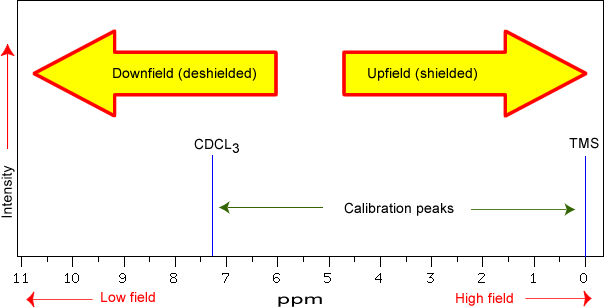 Downfield (deshielded) Upfield (shielded)
CDCL3 TMS
Intensity
Calibration peaks
11 10 9 8 7 6 5 4 3 2 1 0
Low field ppm High field